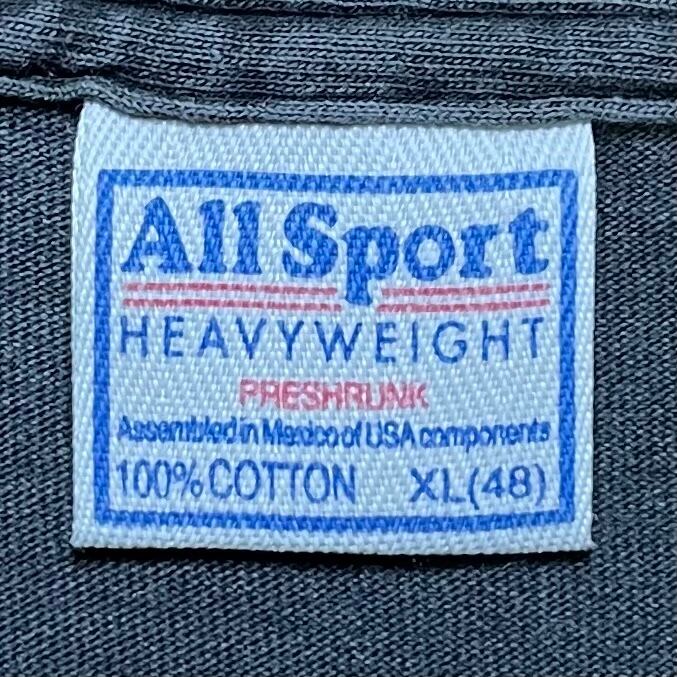 All Sport
HEAVYWEIGHT
PRESHRUNK
Assembled in Mexico of USA components
100% COTTON XL(48)